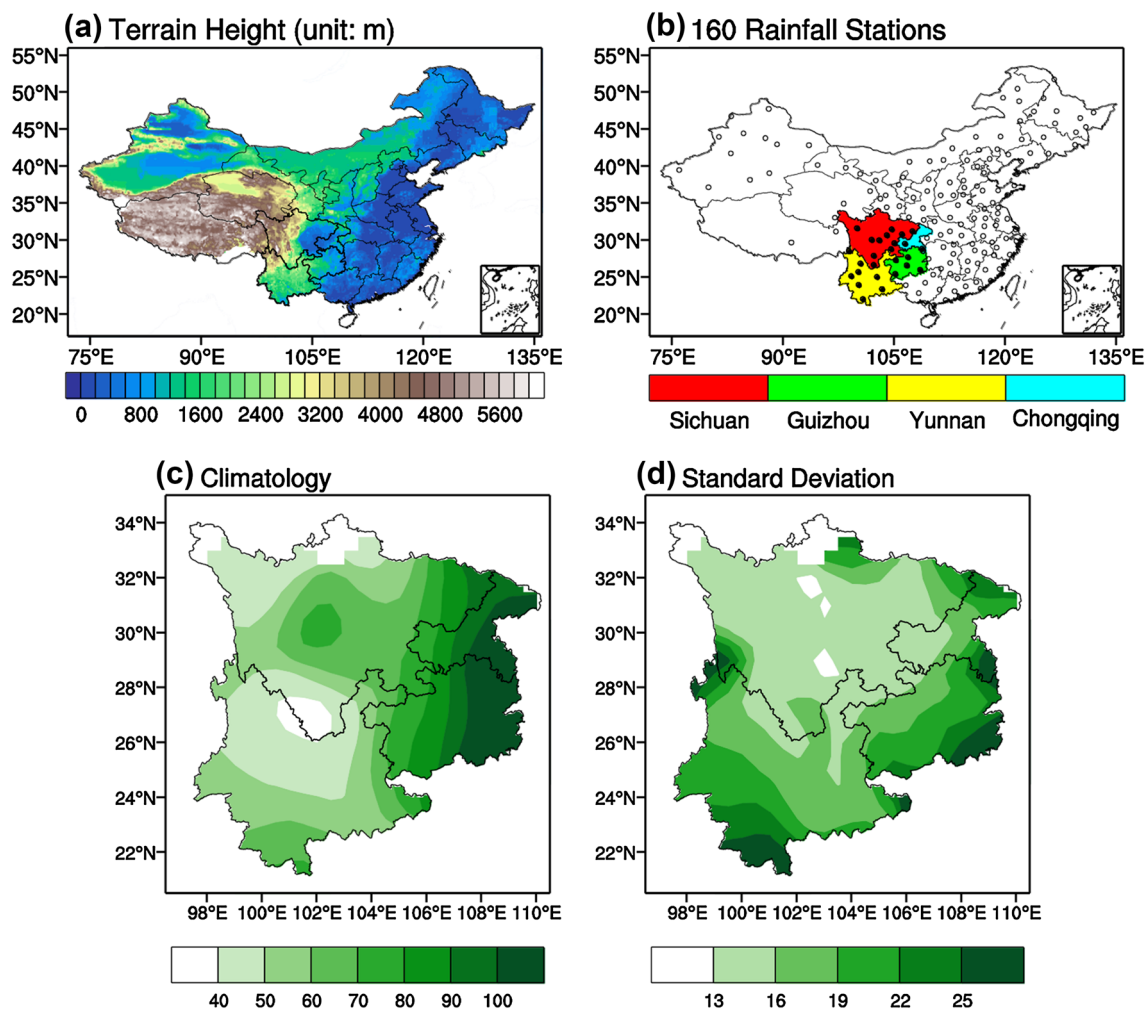 (a) Terrain Height (unit: m)
55°N
50°N
45°N
40°N
35°N
30°N
25°N
20°N
75°E 90°E 105°E 120°E 135°E
0 800 1600 2400 3200 4000 4800 5600
(b) 160 Rainfall Stations
55°N
50°N
45°N
40°N
35°N
30°N
25°N
20°N
75°E 90°E 105°E 120°E 135°E
Sichuan Guizhou Yunnan Chongqing
(c) Climatology
34°N
32°N
30°N
28°N
26°N
24°N
22°N
98°E 100°E 102°E 104°E 106°E 108°E 110°E
40 50 60 70 80 90 100
(d) Standard Deviation
34°N
32°N
30°N
28°N
26°N
24°N
22°N
98°E 100°E 102°E 104°E 106°E 108°E 110°E
13 16 19 22 25